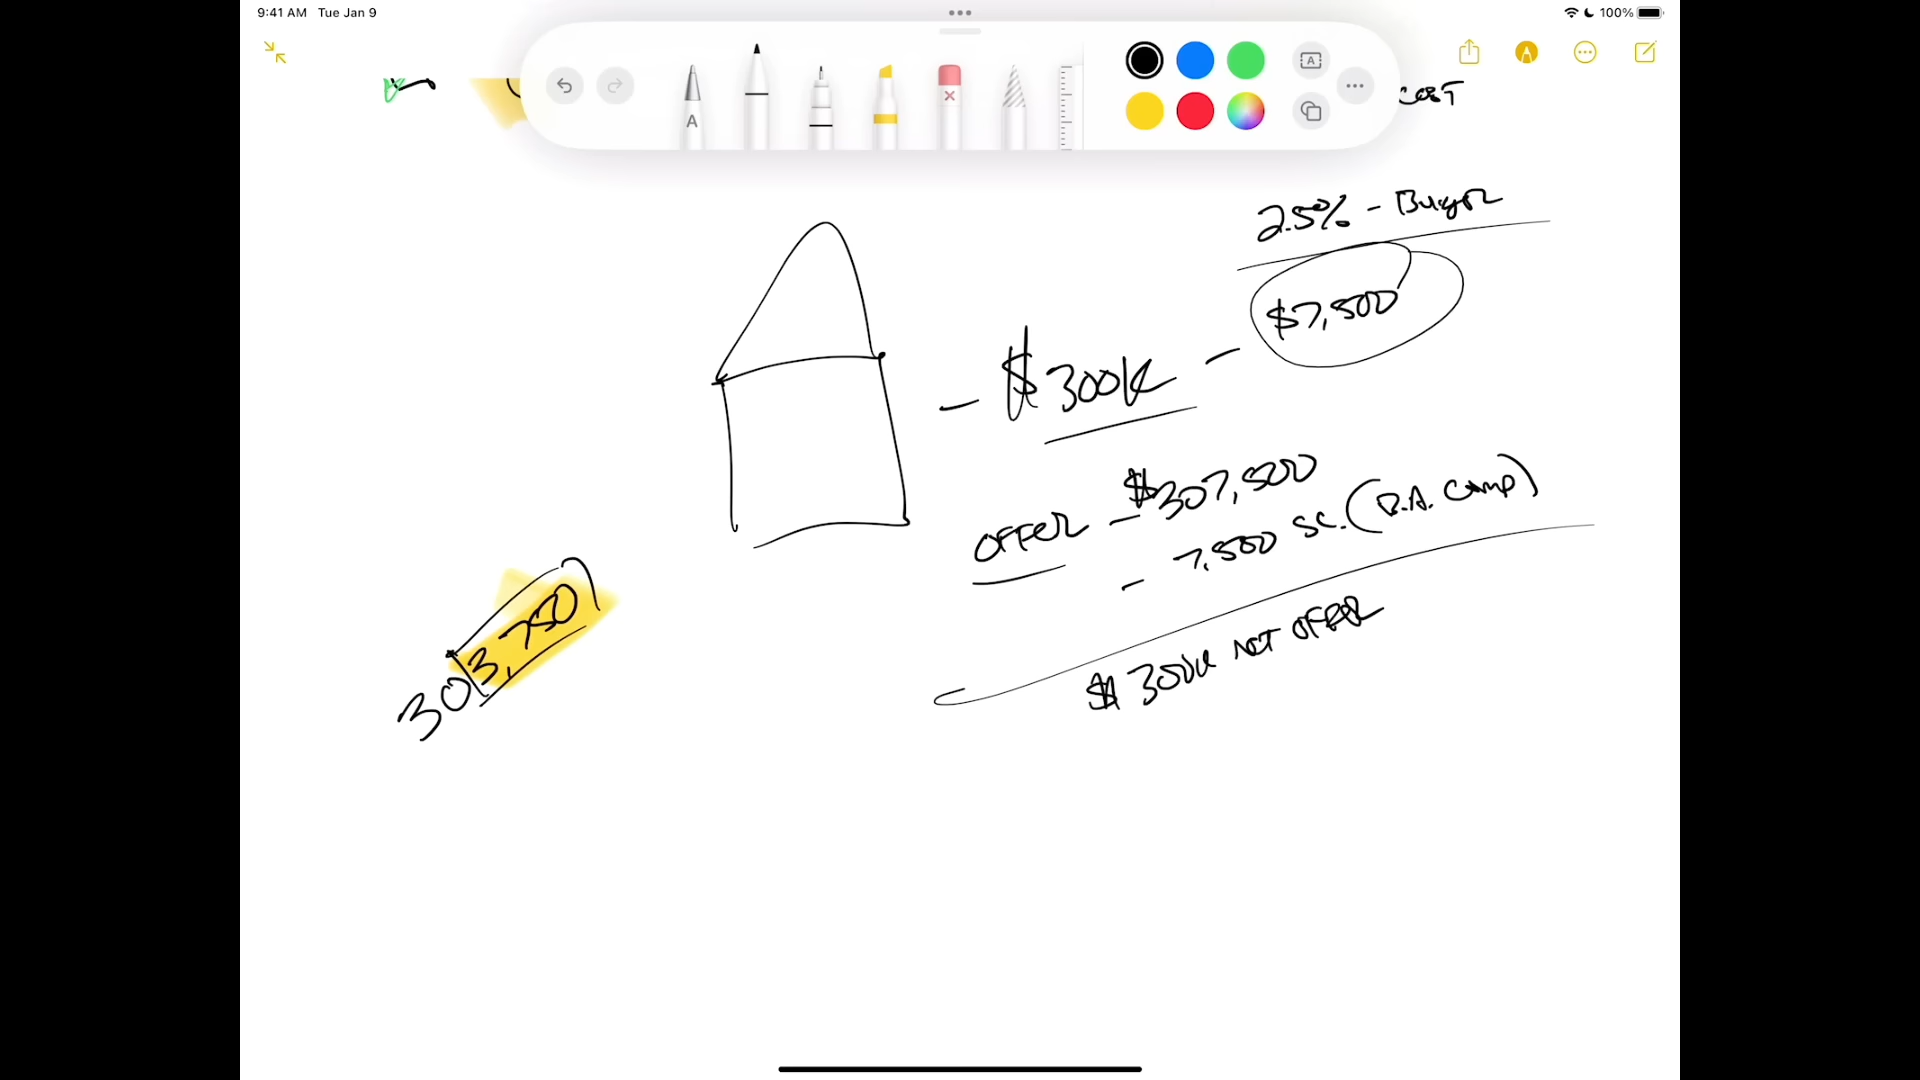 9:41 AM Tue Jan 9
100%
A
A
COST
2.5% - Buyer
$7,500
- $300K -
OFFER - $307,500
- 7,500 SC. (B.A. Comp)
$300K NET OFFER
303,750